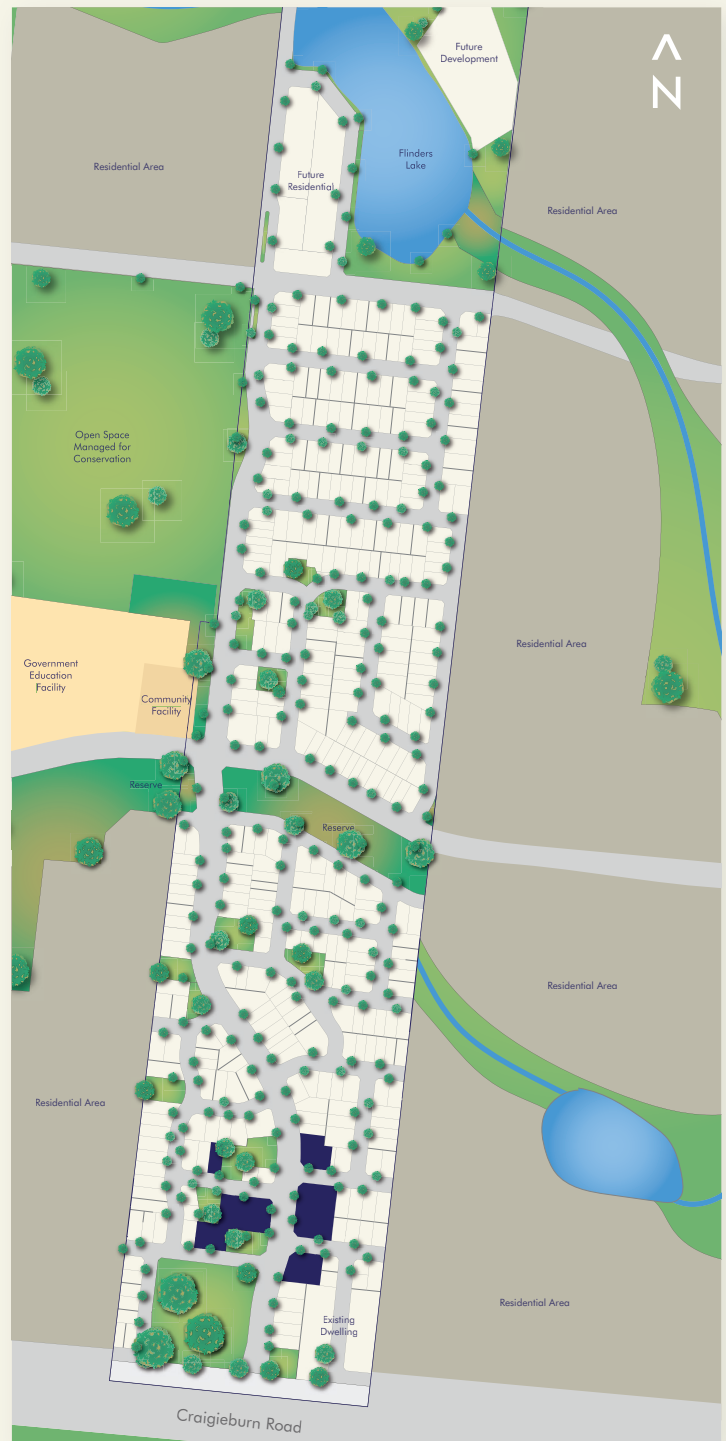 Future
Development
N
Residential Area
Flinders
Lake
Future
Residential
Residential Area
Open Space
Managed for
Conservation
Residential Area
Government
Education
Facility
Community
Facility
Reserve
Reserve
Residential Area
Residential Area
Residential Area
Existing
Dwelling
Craigieburn Road